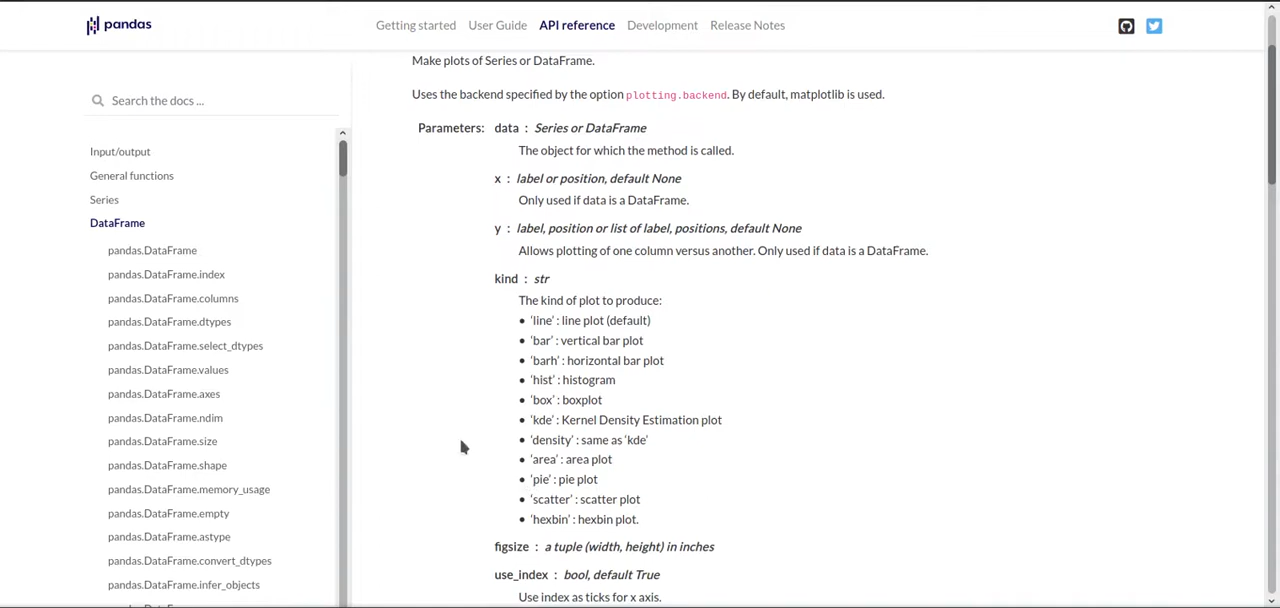 pandas
Getting started User Guide API reference Development Release Notes
Search the docs ...
Input/output
General functions
Series
DataFrame
pandas.DataFrame
pandas.DataFrame.index
pandas.DataFrame.columns
pandas.DataFrame.dtypes
pandas.DataFrame.select_dtypes
pandas.DataFrame.values
pandas.DataFrame.axes
pandas.DataFrame.ndim
pandas.DataFrame.size
pandas.DataFrame.shape
pandas.DataFrame.memory_usage
pandas.DataFrame.empty
pandas.DataFrame.astype
pandas.DataFrame.convert_dtypes
pandas.DataFrame.infer_objects
Make plots of Series or DataFrame.
Uses the backend specified by the option plotting.backend. By default, matplotlib is used.
Parameters: data : Series or DataFrame
The object for which the method is called.
x : label or position, default None
Only used if data is a DataFrame.
y : label, position or list of label, positions, default None
Allows plotting of one column versus another. Only used if data is a DataFrame.
kind : str
The kind of plot to produce:
• ‘line’ : line plot (default)
• ‘bar’ : vertical bar plot
• ‘barh’ : horizontal bar plot
• ‘hist’ : histogram
• ‘box’ : boxplot
• ‘kde’ : Kernel Density Estimation plot
• ‘density’ : same as ‘kde’
• ‘area’ : area plot
• ‘pie’ : pie plot
• ‘scatter’ : scatter plot
• ‘hexbin’ : hexbin plot.
figsize : a tuple (width, height) in inches
use_index : bool, default True
Use index as ticks for x axis.